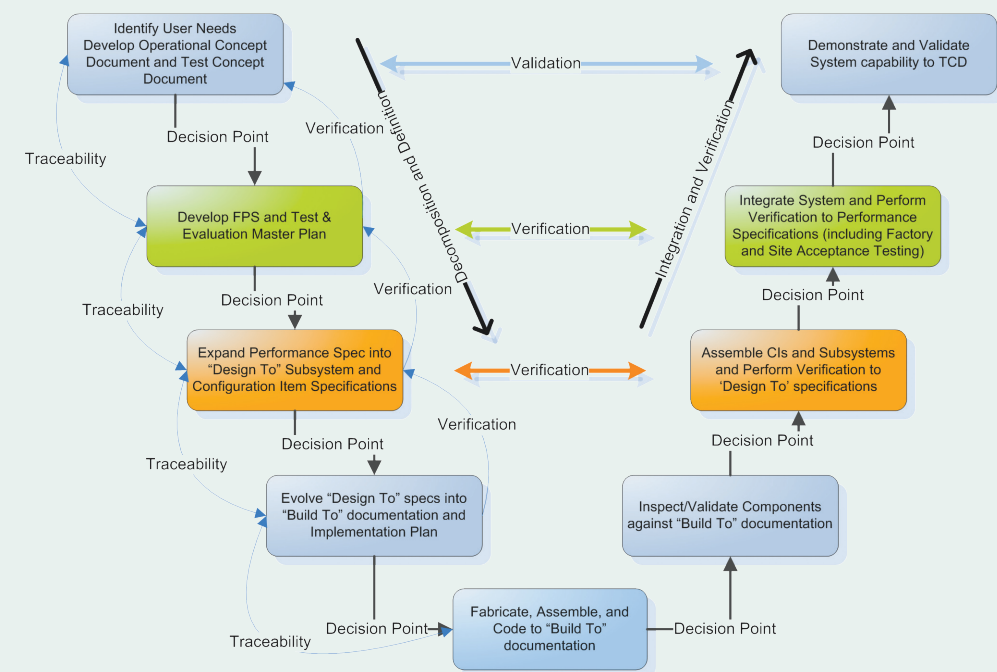 Identify User Needs
Develop Operational Concept
Document and Test Concept
Document
Demonstrate and Validate
System capability to TCD
Validation
Verification
Decision Point
Decision Point
Traceability
Decomposition and Definition
Integration and Verification
Develop FPS and Test &
Evaluation Master Plan
Verification
Integrate System and Perform
Verification to Performance
Specifications (including Factory
and Site Acceptance Testing)
Verification
Decision Point
Decision Point
Traceability
Expand Performance Spec into
“Design To” Subsystem and
Configuration Item Specifications
Verification
Assemble CIs and Subsystems
and Perform Verification to
‘Design To’ specifications
Verification
Decision Point
Decision Point
Traceability
Evolve “Design To” specs into
“Build To” documentation and
Implementation Plan
Inspect/Validate Components
against “Build To” documentation
Fabricate, Assemble, and
Code to “Build To”
documentation
Decision Point
Decision Point
Traceability